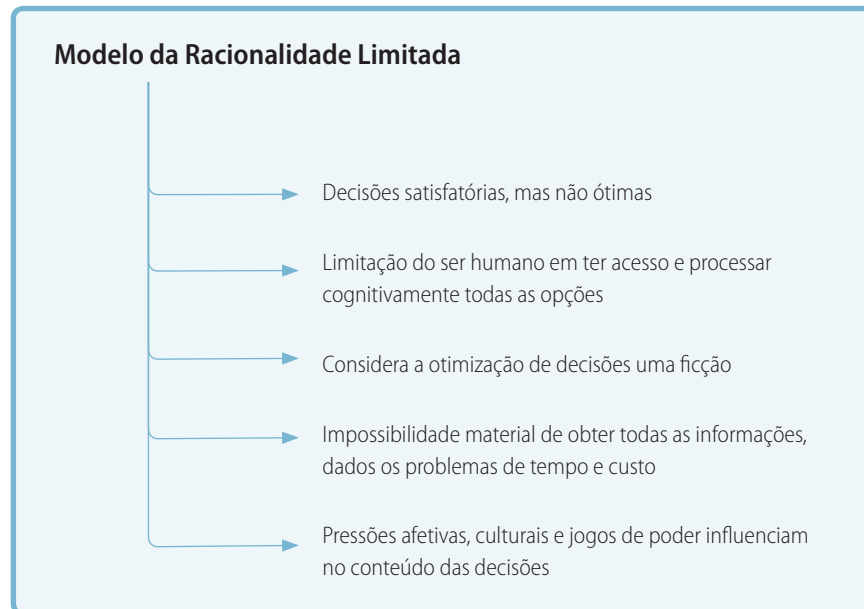 Modelo da Racionalidade Limitada
Decisões satisfatórias, mas não ótimas
Limitação do ser humano em ter acesso e processar
cognitivamente todas as opções
Considera a otimização de decisões uma ficção
Impossibilidade material de obter todas as informações,
dados os problemas de tempo e custo
Pressões afetivas, culturais e jogos de poder influenciam
no conteúdo das decisões